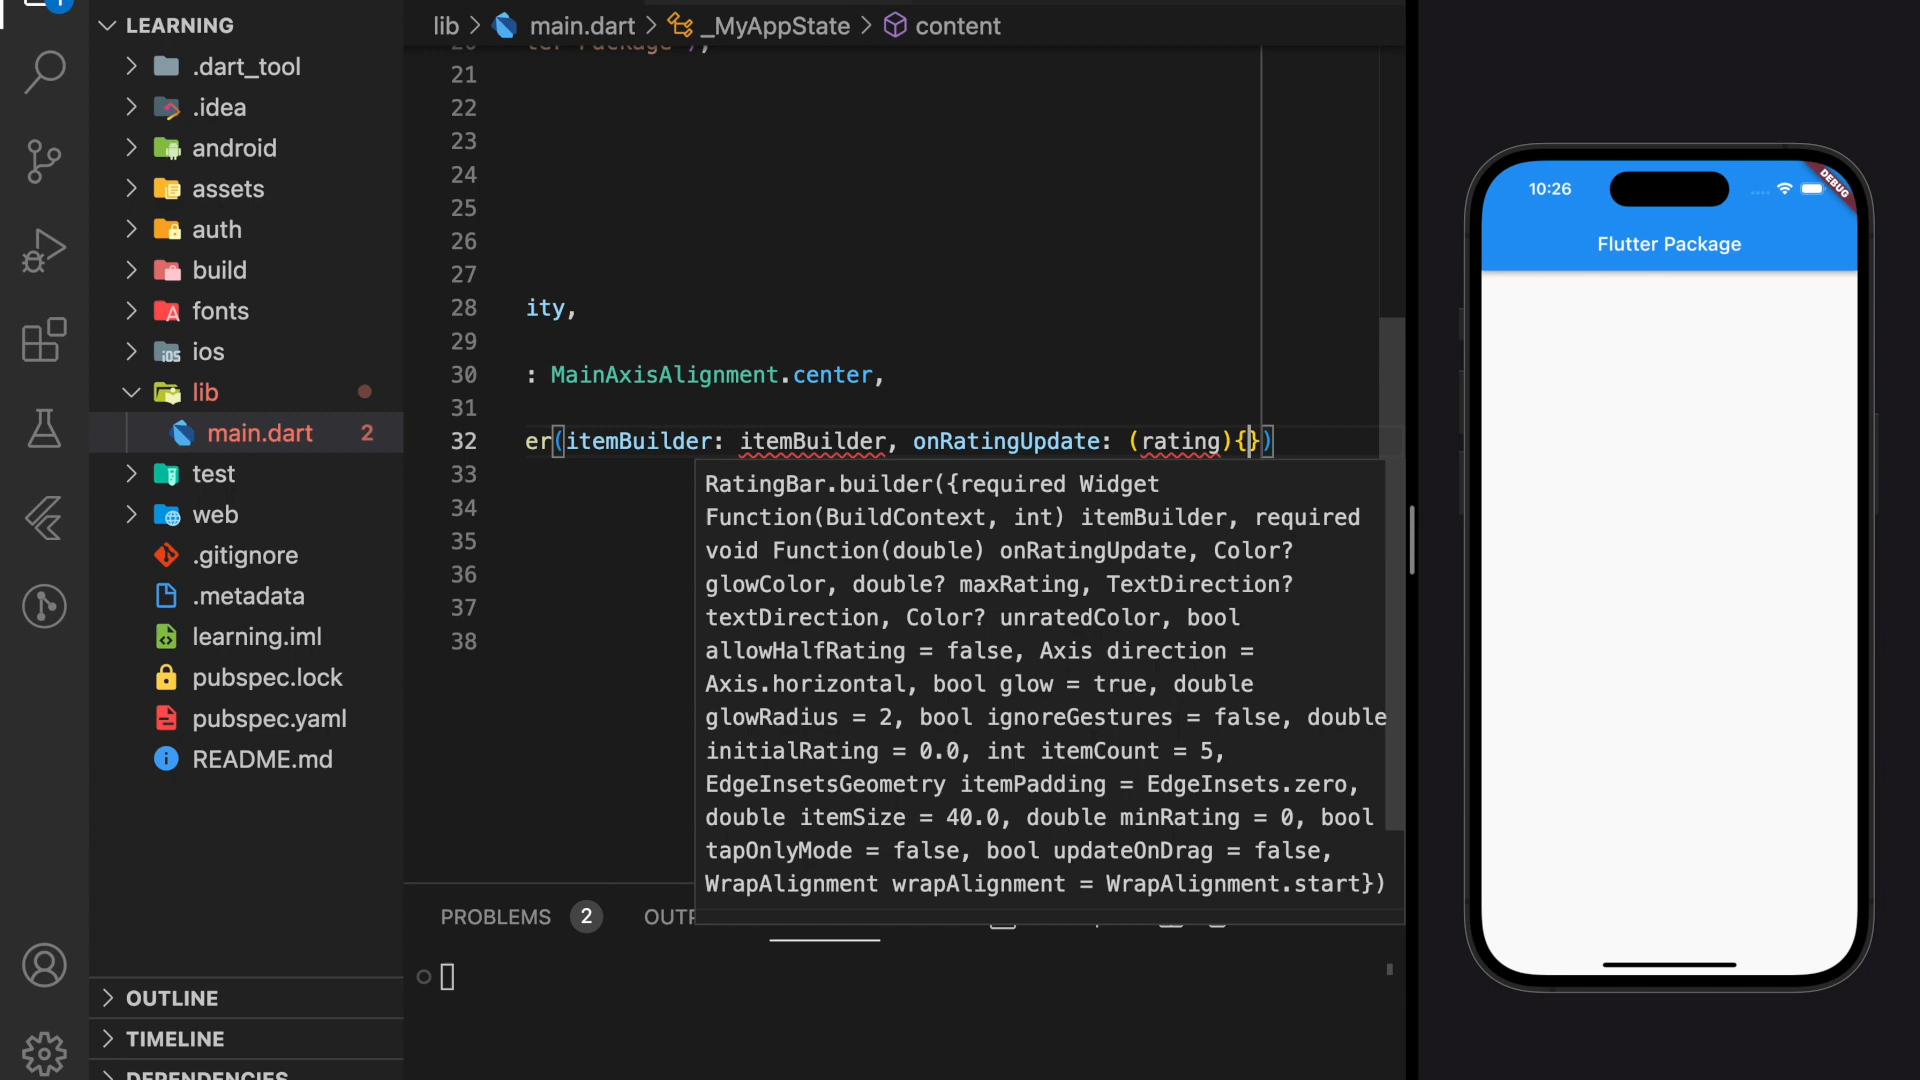 LEARNING
.dart_tool
.idea
android
assets
auth
build
fonts
ios
lib
main.dart 2
test
web
.gitignore
.metadata
learning.iml
pubspec.lock
pubspec.yaml
README.md
OUTLINE
TIMELINE
DEPENDENCIES
lib > main.dart > _MyAppState > content
20 ter Package'),
21
22
23
24
25
26
27
28 ity,
29
30 : MainAxisAlignment.center,
31
32 er(itemBuilder: itemBuilder, onRatingUpdate: (rating){})
33
34
35
36
37
38
RatingBar.builder({required Widget
Function(BuildContext, int) itemBuilder, required
void Function(double) onRatingUpdate, Color?
glowColor, double? maxRating, TextDirection?
textDirection, Color? unratedColor, bool
allowHalfRating = false, Axis direction =
Axis.horizontal, bool glow = true, double
glowRadius = 2, bool ignoreGestures = false, double
initialRating = 0.0, int itemCount = 5,
EdgeInsetsGeometry itemPadding = EdgeInsets.zero,
double itemSize = 40.0, double minRating = 0, bool
tapOnlyMode = false, bool updateOnDrag = false,
WrapAlignment wrapAlignment = WrapAlignment.start})
PROBLEMS 2 OUTP
10:26
DEBUG
Flutter Package